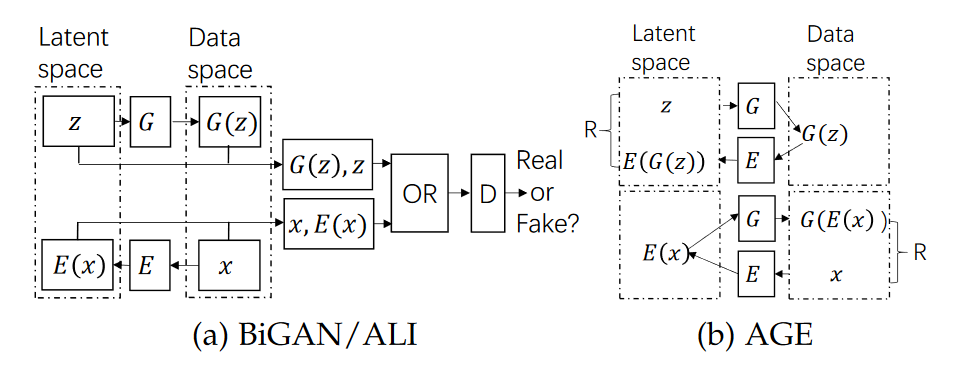 Latent
space
Data
space
z
G
G(z)
G(z), z
OR
D
Real
or
Fake?
x, E(x)
E(x)
E
x
(a) BiGAN/ALI
Latent
space
Data
space
z
G
G(z)
R
E(G(z))
E
G
G(E(x))
E(x)
R
E
x
(b) AGE